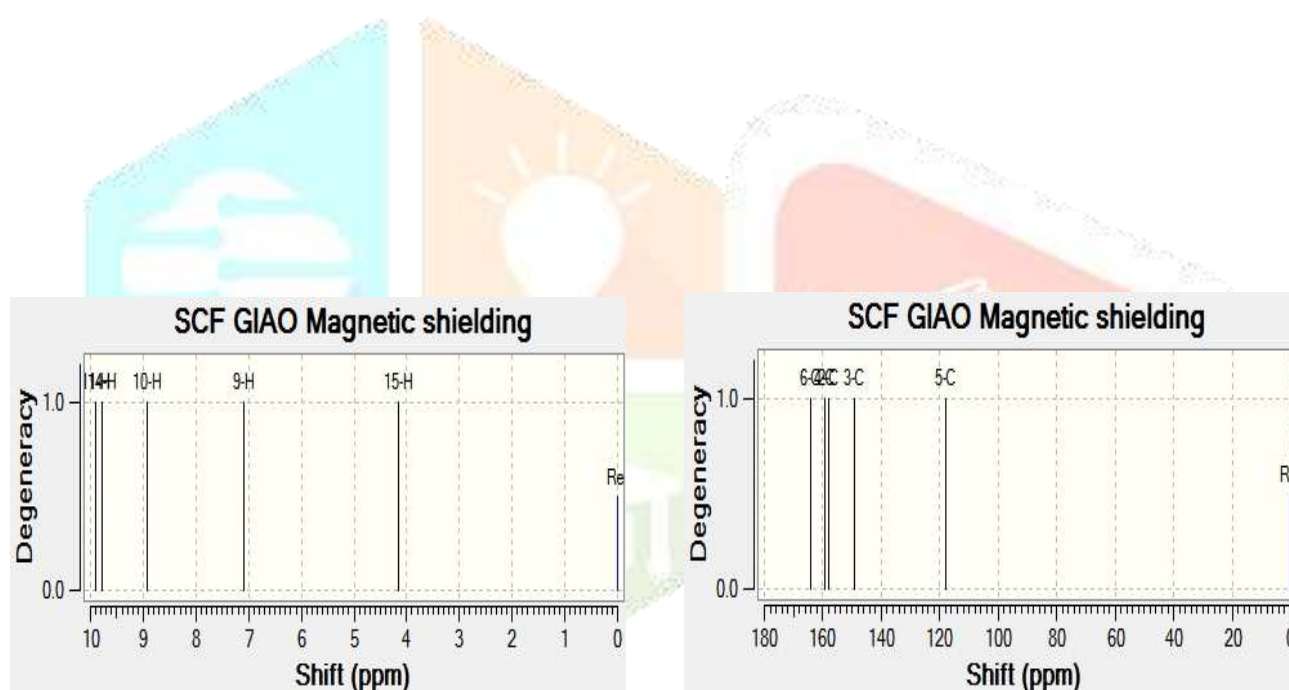 SCF GIAO Magnetic shielding
10-H 9-H 15-H
1.0
Re
Degeneracy
0.0
10 9 8 7 6 5 4 3 2 1 0
Shift (ppm)
SCF GIAO Magnetic shielding
3-C 5-C
1.0
R
Degeneracy
0.0
180 160 140 120 100 80 60 40 20
Shift (ppm)